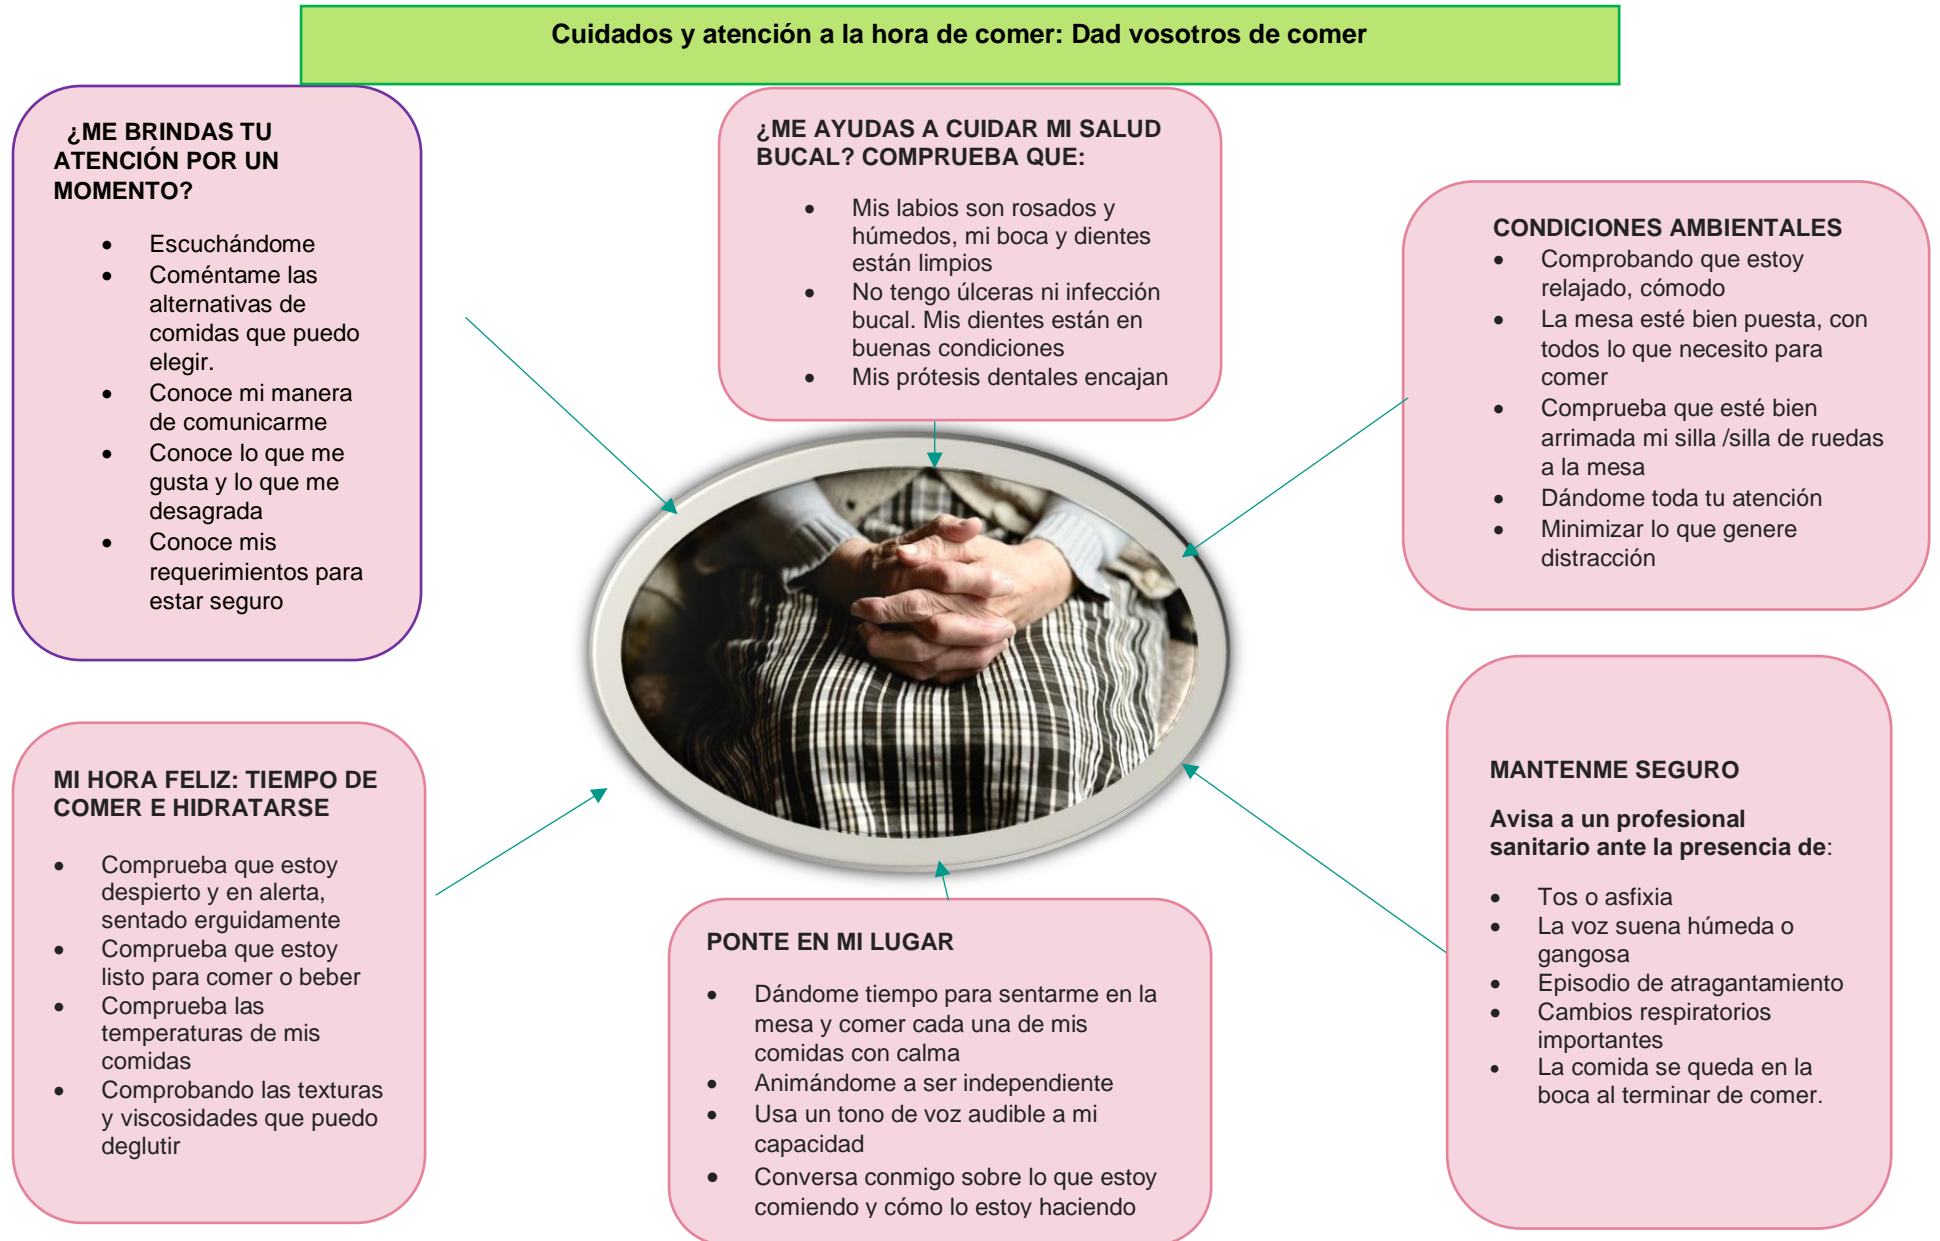 Cuidados y atención a la hora de comer: Dad vosotros de comer
¿ME BRINDAS TU
ATENCIÓN POR UN
MOMENTO?
• Escuchándome
• Coméntame las
alternativas de
comidas que puedo
elegir.
• Conoce mi manera
de comunicarme
• Conoce lo que me
gusta y lo que me
desagrada
• Conoce mis
requerimientos para
estar seguro
¿ME AYUDAS A CUIDAR MI SALUD
BUCAL? COMPRUEBA QUE:
• Mis labios son rosados y
húmedos, mi boca y dientes
están limpios
• No tengo úlceras ni infección
bucal. Mis dientes están en
buenas condiciones
• Mis prótesis dentales encajan
CONDICIONES AMBIENTALES
• Comprobando que estoy
relajado, cómodo
• La mesa esté bien puesta, con
todos lo que necesito para
comer
• Comprueba que esté bien
arrimada mi silla /silla de ruedas
a la mesa
• Dándome toda tu atención
• Minimizar lo que genere
distracción
MI HORA FELIZ: TIEMPO DE
COMER E HIDRATARSE
• Comprueba que estoy
despierto y en alerta,
sentado erguidamente
• Comprueba que estoy
listo para comer o beber
• Comprueba las
temperaturas de mis
comidas
• Comprobando las texturas
y viscosidades que puedo
deglutir
PONTE EN MI LUGAR
• Dándome tiempo para sentarme en la
mesa y comer cada una de mis
comidas con calma
• Animándome a ser independiente
• Usa un tono de voz audible a mi
capacidad
• Conversa conmigo sobre lo que estoy
comiendo y cómo lo estoy haciendo
MANTENME SEGURO
Avisa a un profesional
sanitario ante la presencia de:
• Tos o asfixia
• La voz suena húmeda o
gangosa
• Episodio de atragantamiento
• Cambios respiratorios
importantes
• La comida se queda en la
boca al terminar de comer.